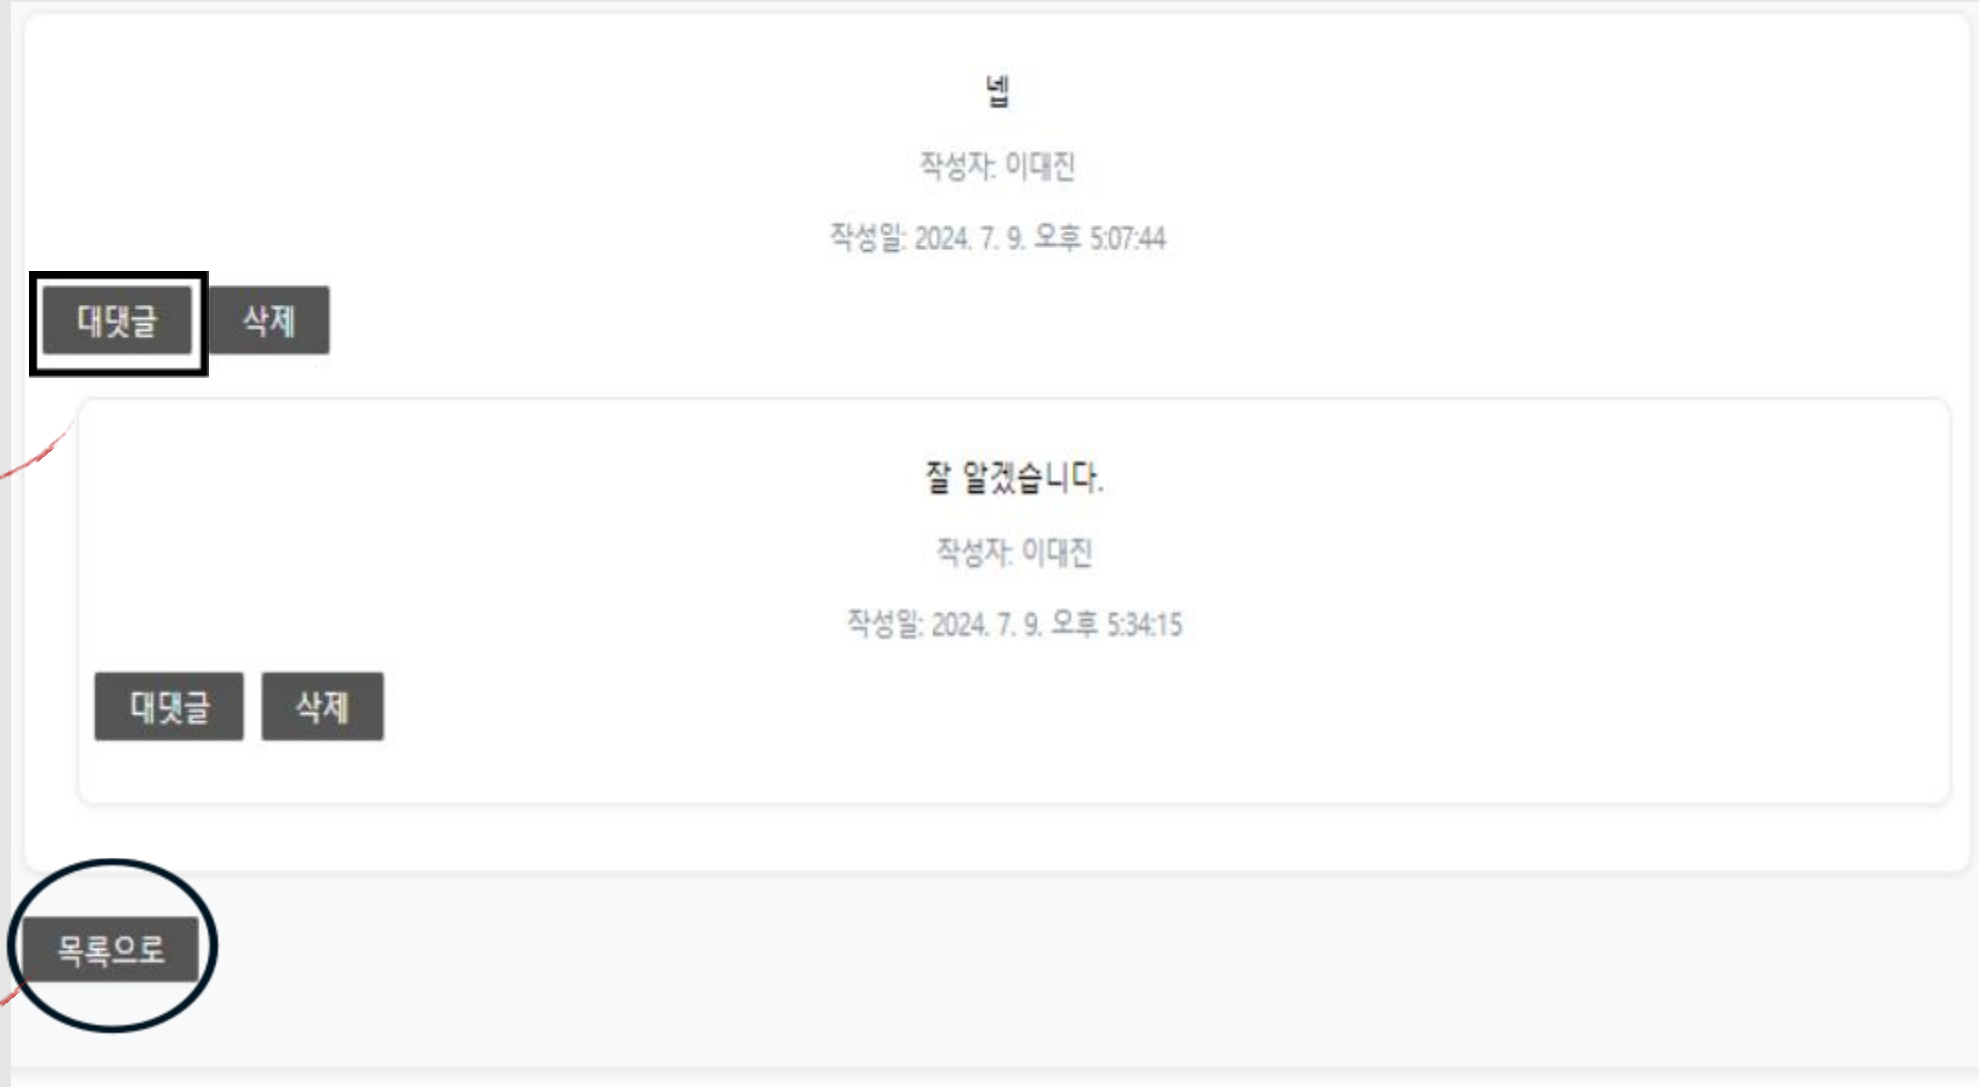 넵
작성자: 이대진
작성일: 2024. 7. 9. 오후 5:07:44
대댓글 삭제
잘 알겠습니다.
작성자: 이대진
작성일: 2024. 7. 9. 오후 5:34:15
대댓글 삭제
목록으로